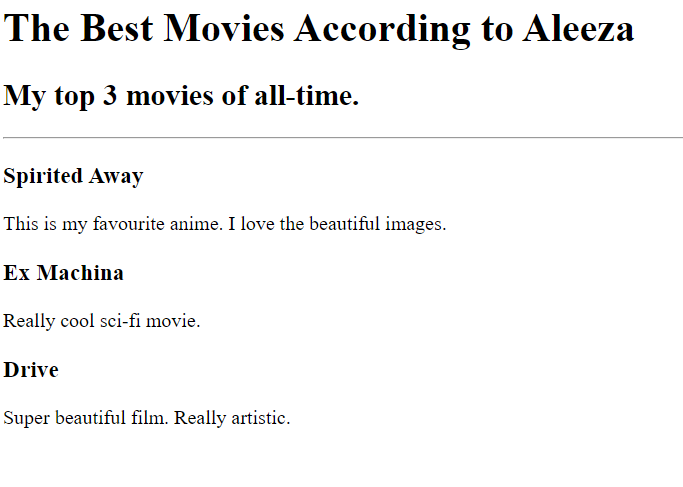 The Best Movies According to Aleeza
My top 3 movies of all-time.
Spirited Away
This is my favourite anime. I love the beautiful images.
Ex Machina
Really cool sci-fi movie.
Drive
Super beautiful film. Really artistic.